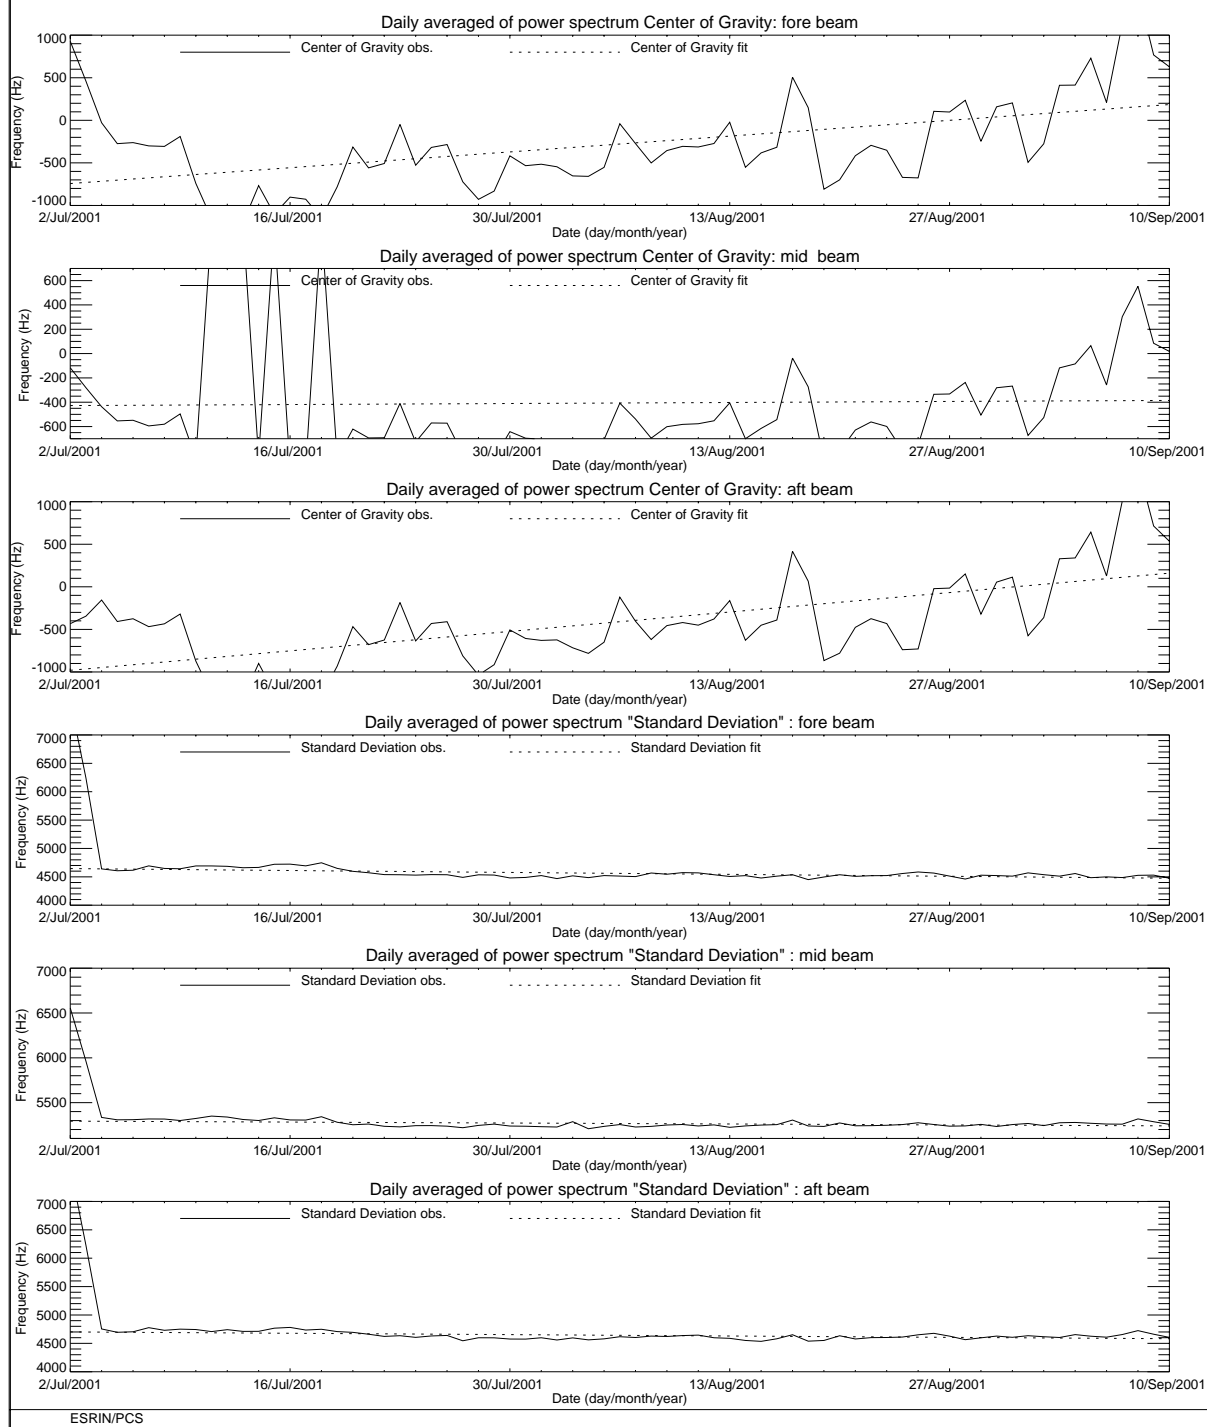 Daily averaged of power spectrum Center of Gravity: fore beam
Center of Gravity obs. Center of Gravity fit
Frequency (Hz)
1000
500
0
-500
-1000
2/Jul/2001 16/Jul/2001 30/Jul/2001 13/Aug/2001 27/Aug/2001 10/Sep/2001
Date (day/month/year)
Daily averaged of power spectrum Center of Gravity: mid beam
Center of Gravity obs. Center of Gravity fit
Frequency (Hz)
600
400
200
0
-200
-400
-600
2/Jul/2001 16/Jul/2001 30/Jul/2001 13/Aug/2001 27/Aug/2001 10/Sep/2001
Date (day/month/year)
Daily averaged of power spectrum Center of Gravity: aft beam
Center of Gravity obs. Center of Gravity fit
Frequency (Hz)
1000
500
0
-500
-1000
2/Jul/2001 16/Jul/2001 30/Jul/2001 13/Aug/2001 27/Aug/2001 10/Sep/2001
Date (day/month/year)
Daily averaged of power spectrum "Standard Deviation" : fore beam
Standard Deviation obs. Standard Deviation fit
Frequency (Hz)
7000
6500
6000
5500
5000
4500
4000
2/Jul/2001 16/Jul/2001 30/Jul/2001 13/Aug/2001 27/Aug/2001 10/Sep/2001
Date (day/month/year)
Daily averaged of power spectrum "Standard Deviation" : mid beam
Standard Deviation obs. Standard Deviation fit
Frequency (Hz)
7000
6500
6000
5500
2/Jul/2001 16/Jul/2001 30/Jul/2001 13/Aug/2001 27/Aug/2001 10/Sep/2001
Date (day/month/year)
Daily averaged of power spectrum "Standard Deviation" : aft beam
Standard Deviation obs. Standard Deviation fit
Frequency (Hz)
7000
6500
6000
5500
5000
4500
4000
2/Jul/2001 16/Jul/2001 30/Jul/2001 13/Aug/2001 27/Aug/2001 10/Sep/2001
Date (day/month/year)
ESRIN/PCS